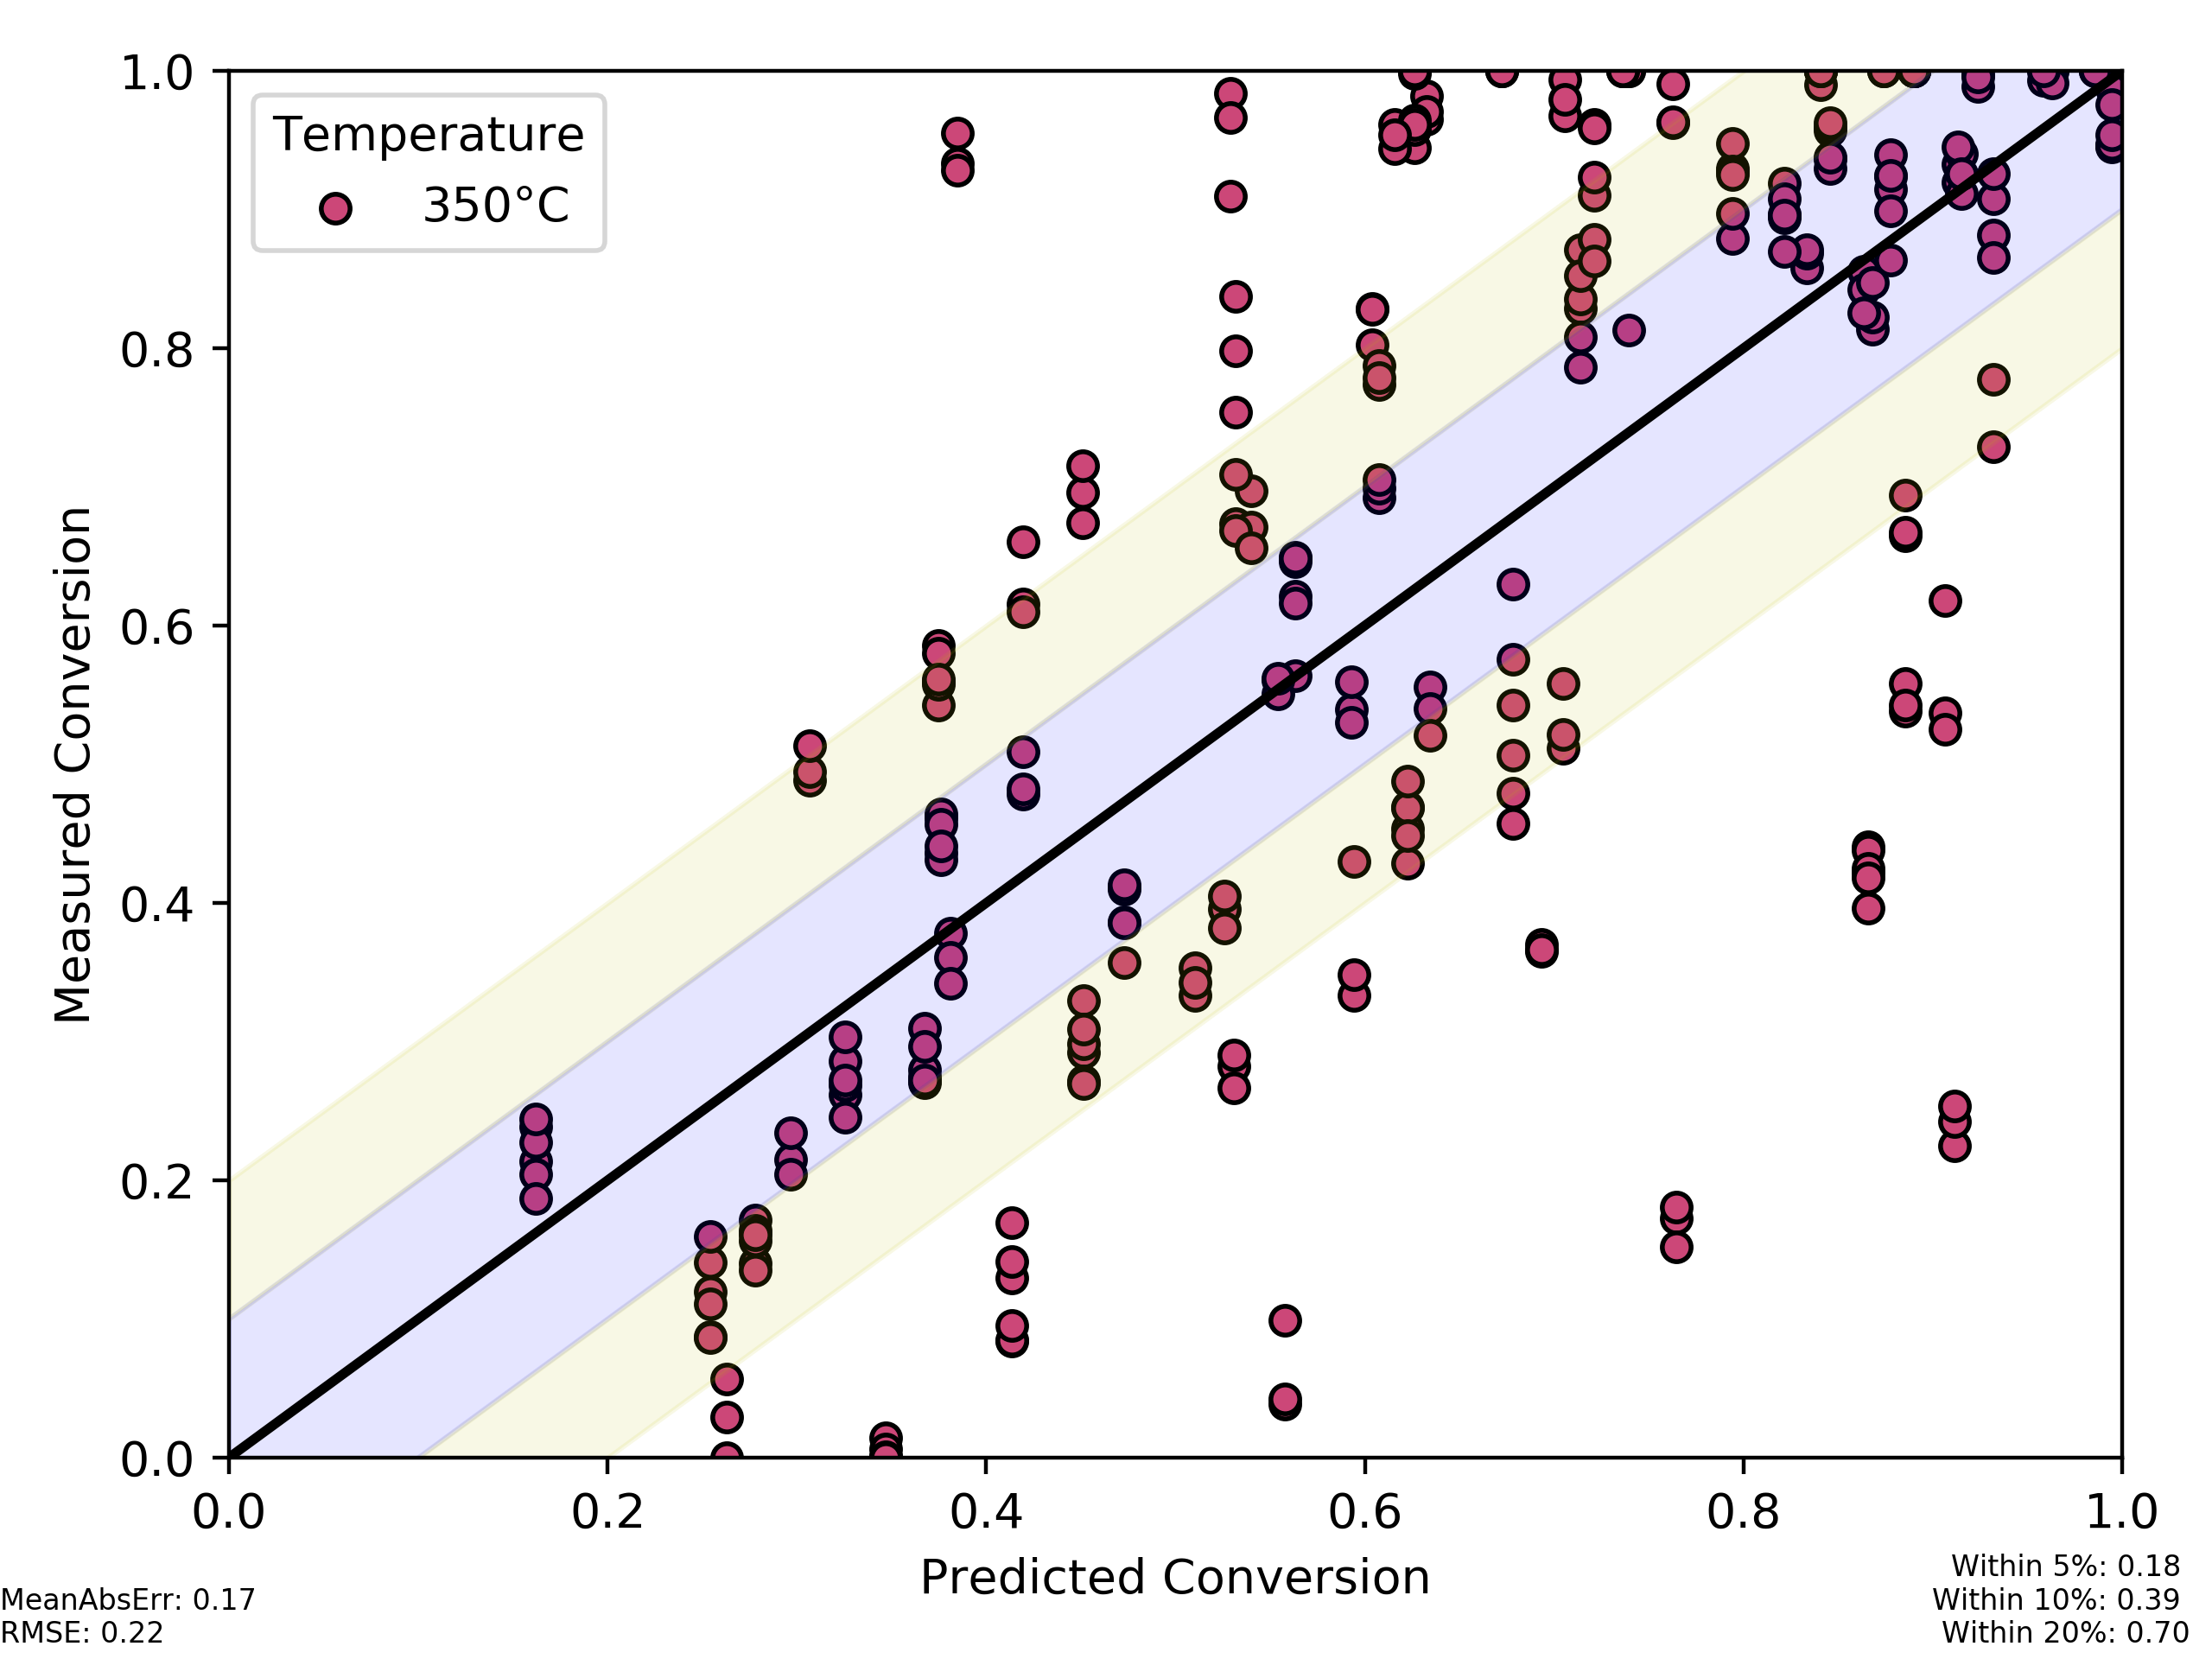 1.0
0.8
0.6
0.4
0.2
0.0
Measured Conversion
Temperature
350°C
0.0 0.2 0.4 0.6 0.8 1.0
Predicted Conversion
MeanAbsErr: 0.17
RMSE: 0.22
Within 5%: 0.18
Within 10%: 0.39
Within 20%: 0.70